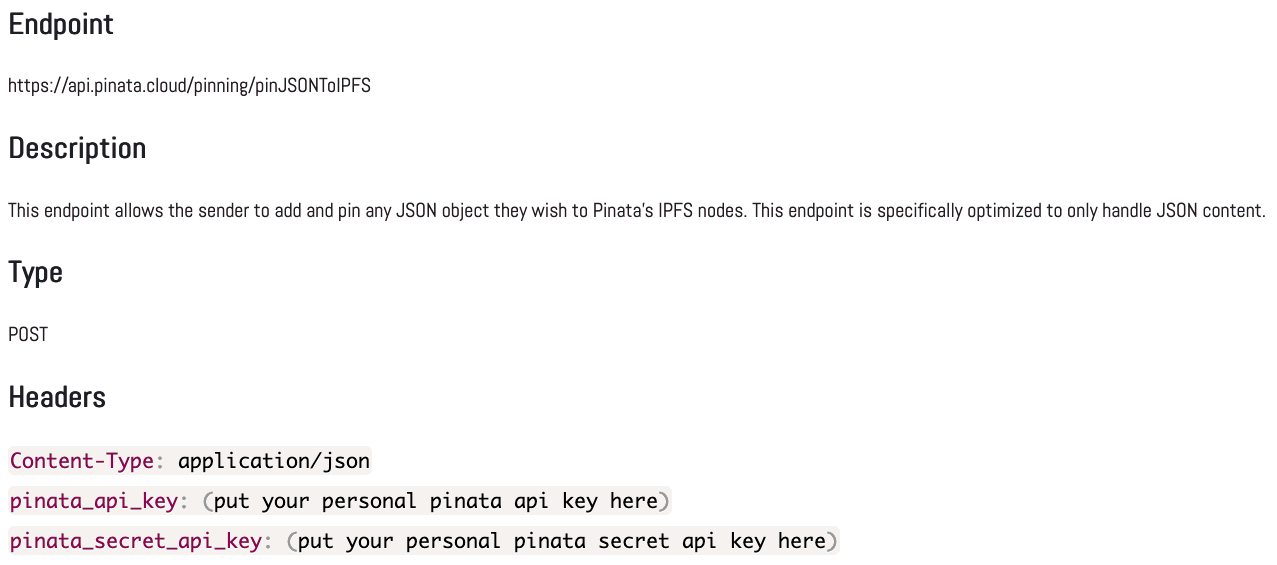 Endpoint
https://api.pinata.cloud/pinning/pinJSONToIPFS
Description
This endpoint allows the sender to add and pin any JSON object they wish to Pinata's IPFS nodes. This endpoint is specifically optimized to only handle JSON content.
Type
POST
Headers
Content-Type: application/json
pinata_api_key: (put your personal pinata api key here)
pinata_secret_api_key: (put your personal pinata secret api key here)